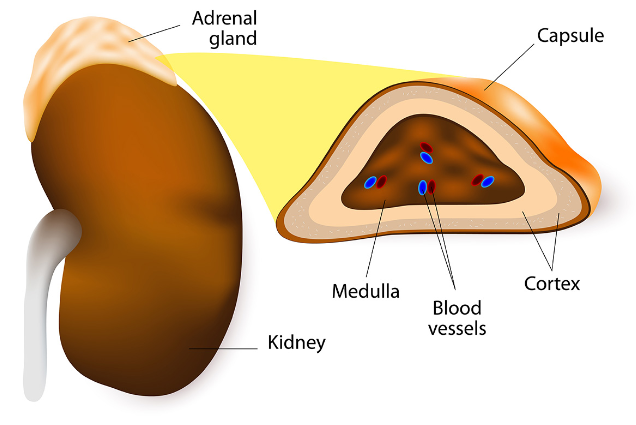 Adrenal
gland
Capsule
Medulla
Blood
vessels
Cortex
Kidney